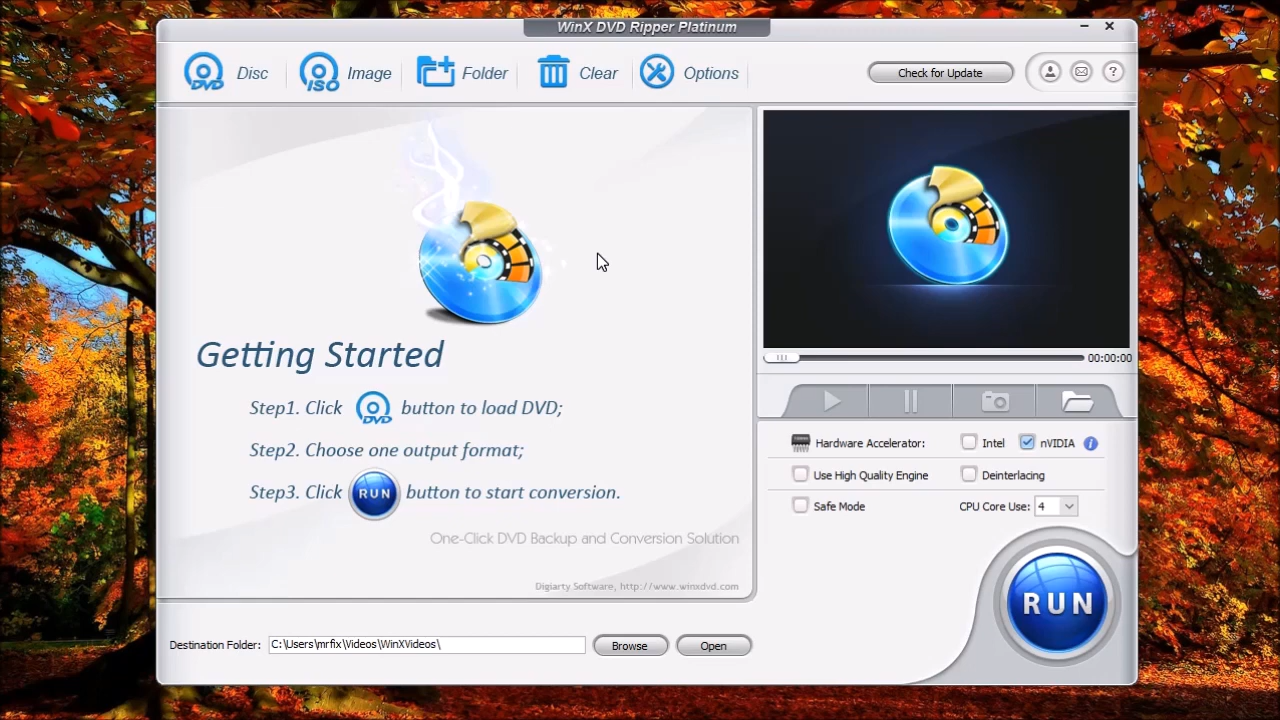 WinX DVD Ripper Platinum
DVD Disc
ISO Image
Folder
Clear
Options
Check for Update
?
Getting Started
Step1. Click DVD button to load DVD;
Step2. Choose one output format;
Step3. Click RUN button to start conversion.
One-Click DVD Backup and Conversion Solution
Digiarty Software, http://www.winxdvd.com
00:00:00
Hardware Accelerator: Intel nVIDIA i
Use High Quality Engine Deinterlacing
Safe Mode CPU Core Use: 4
RUN
Destination Folder: C:\Users\mrfix\Videos\WinXVideos\ Browse Open